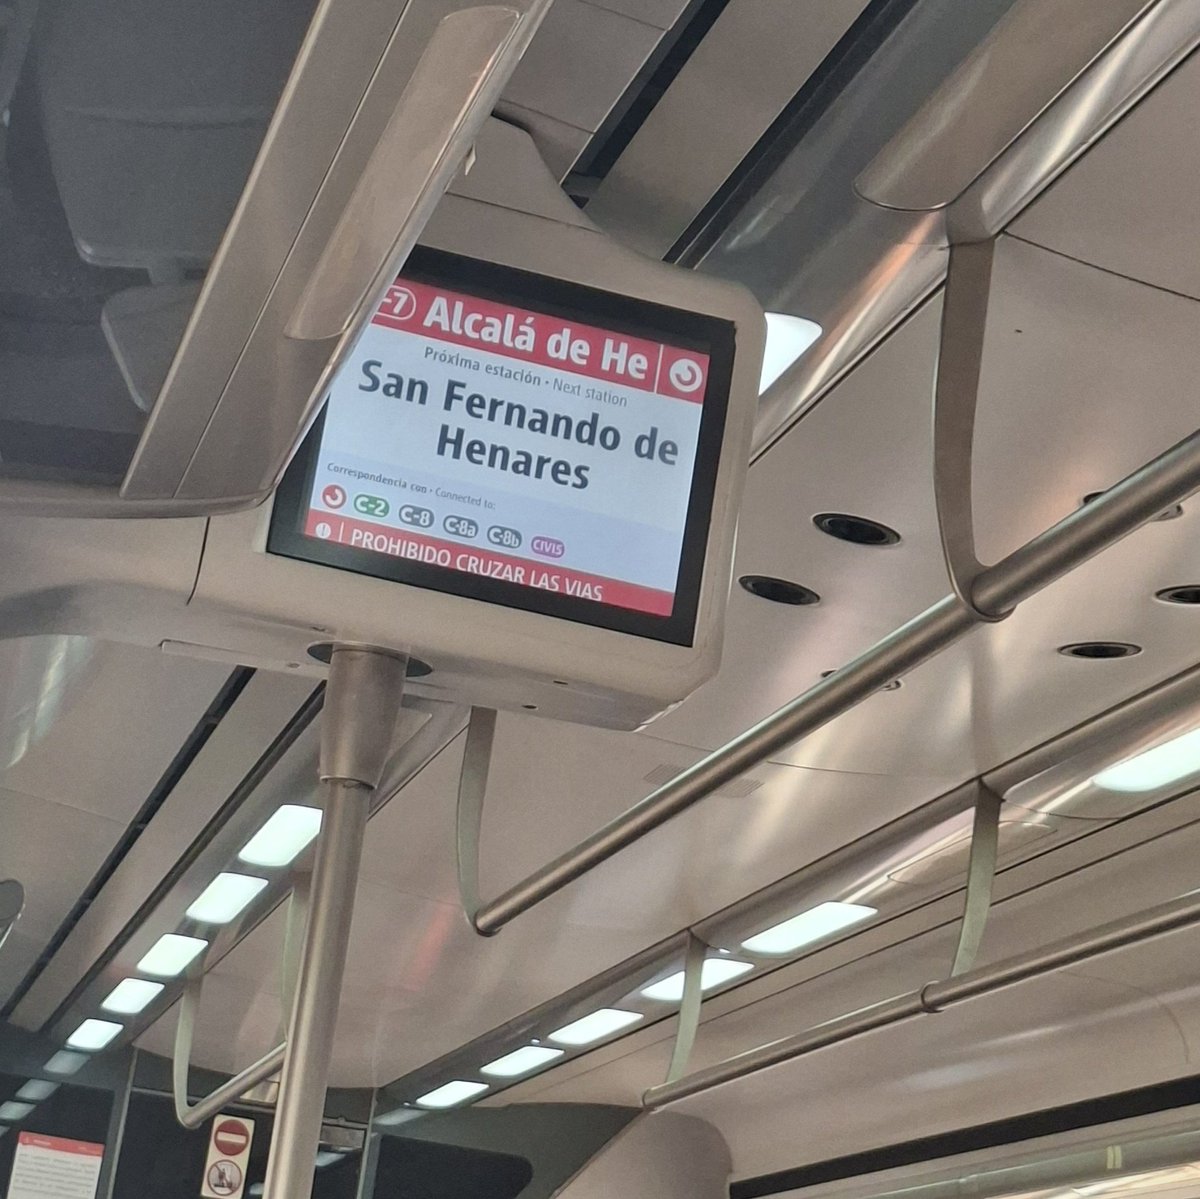 -7 Alcalá de He
Próxima estación • Next station
San Fernando de
Henares
Correspondencia con • Connected to:
C-2 C-8 C-8a C-8b CIVIS
PROHIBIDO CRUZAR LAS VIAS